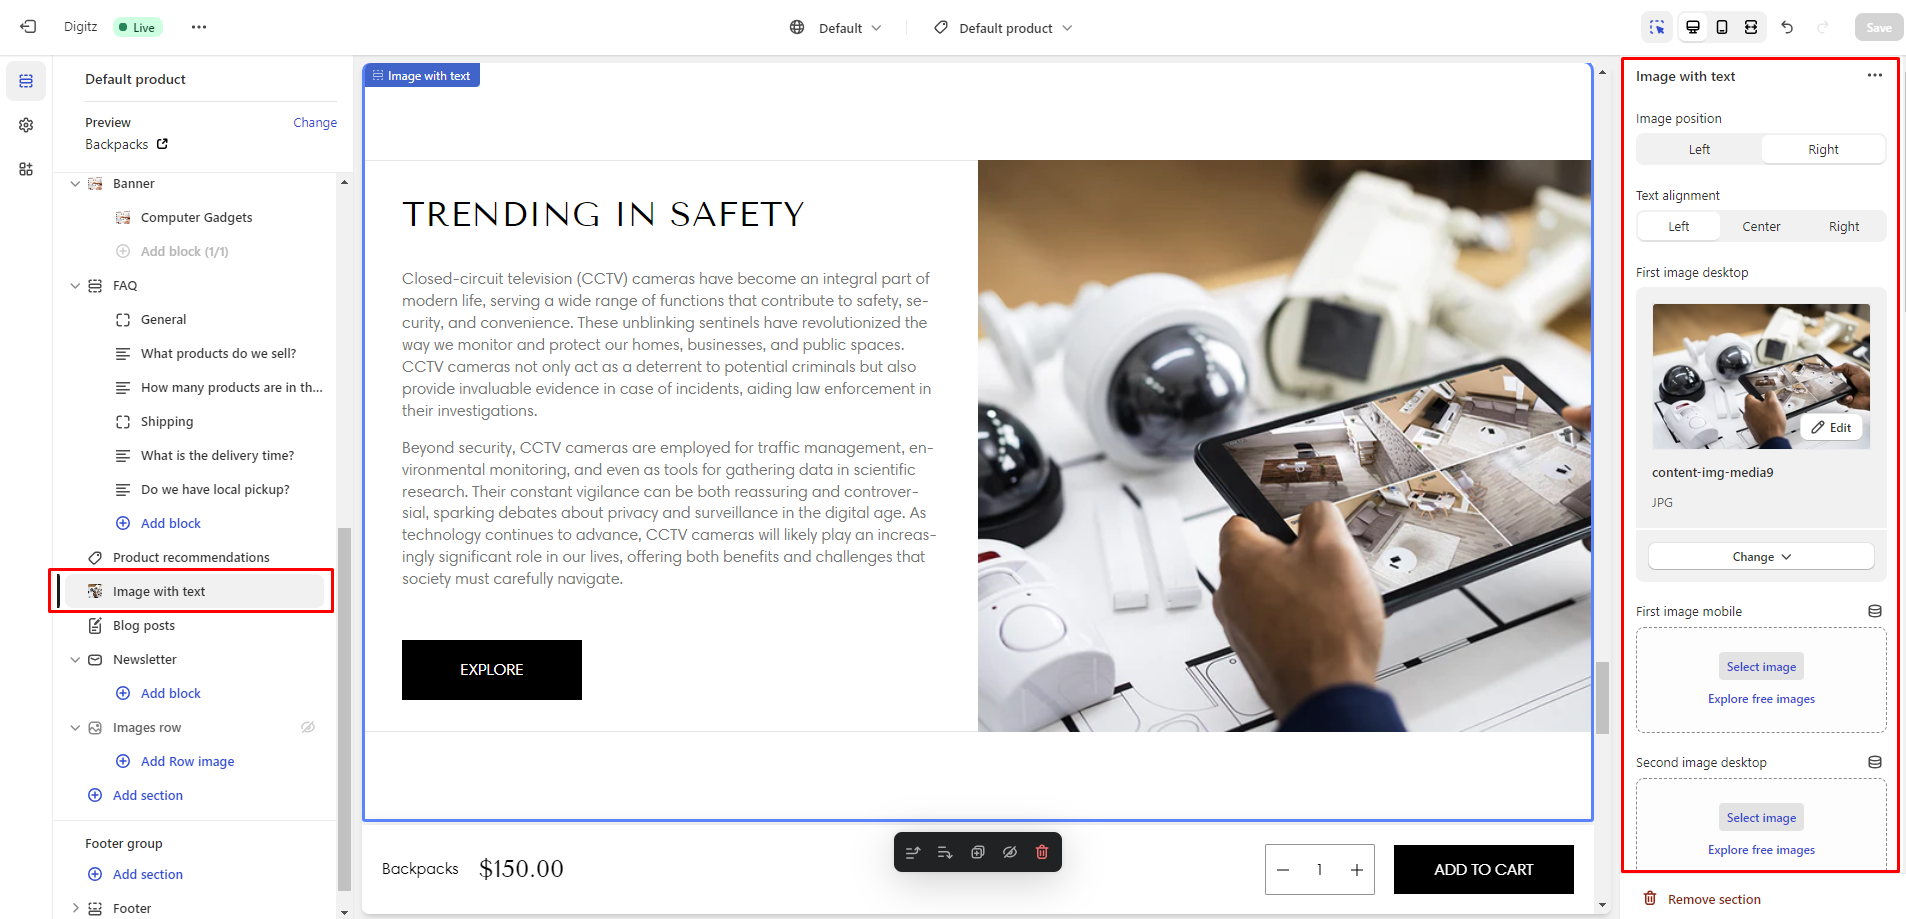 Digitz
Live
Default
Default product
Save
Default product
Preview
Change
Backpacks
Banner
Computer Gadgets
Add block (1/1)
FAQ
General
What products do we sell?
How many products are in th...
Shipping
What is the delivery time?
Do we have local pickup?
Add block
Product recommendations
Image with text
Blog posts
Newsletter
Add block
Images row
Add Row image
Add section
Footer group
Add section
Footer
Image with text
TRENDING IN SAFETY
Closed-circuit television (CCTV) cameras have become an integral part of
modern life, serving a wide range of functions that contribute to safety, se-
curity, and convenience. These unblinking sentinels have revolutionized the
way we monitor and protect our homes, businesses, and public spaces.
CCTV cameras not only act as a deterrent to potential criminals but also
provide invaluable evidence in case of incidents, aiding law enforcement in
their investigations.
Beyond security, CCTV cameras are employed for traffic management, en-
vironmental monitoring, and even as tools for gathering data in scientific
research. Their constant vigilance can be both reassuring and controver-
sial, sparking debates about privacy and surveillance in the digital age. As
technology continues to advance, CCTV cameras will likely play an increas-
ingly significant role in our lives, offering both benefits and challenges that
society must carefully navigate.
EXPLORE
Backpacks
$150.00
1
ADD TO CART
Image with text
Image position
Left
Right
Text alignment
Left
Center
Right
First image desktop
Edit
content-img-media9
JPG
Change
First image mobile
Select image
Explore free images
Second image desktop
Select image
Explore free images
Remove section